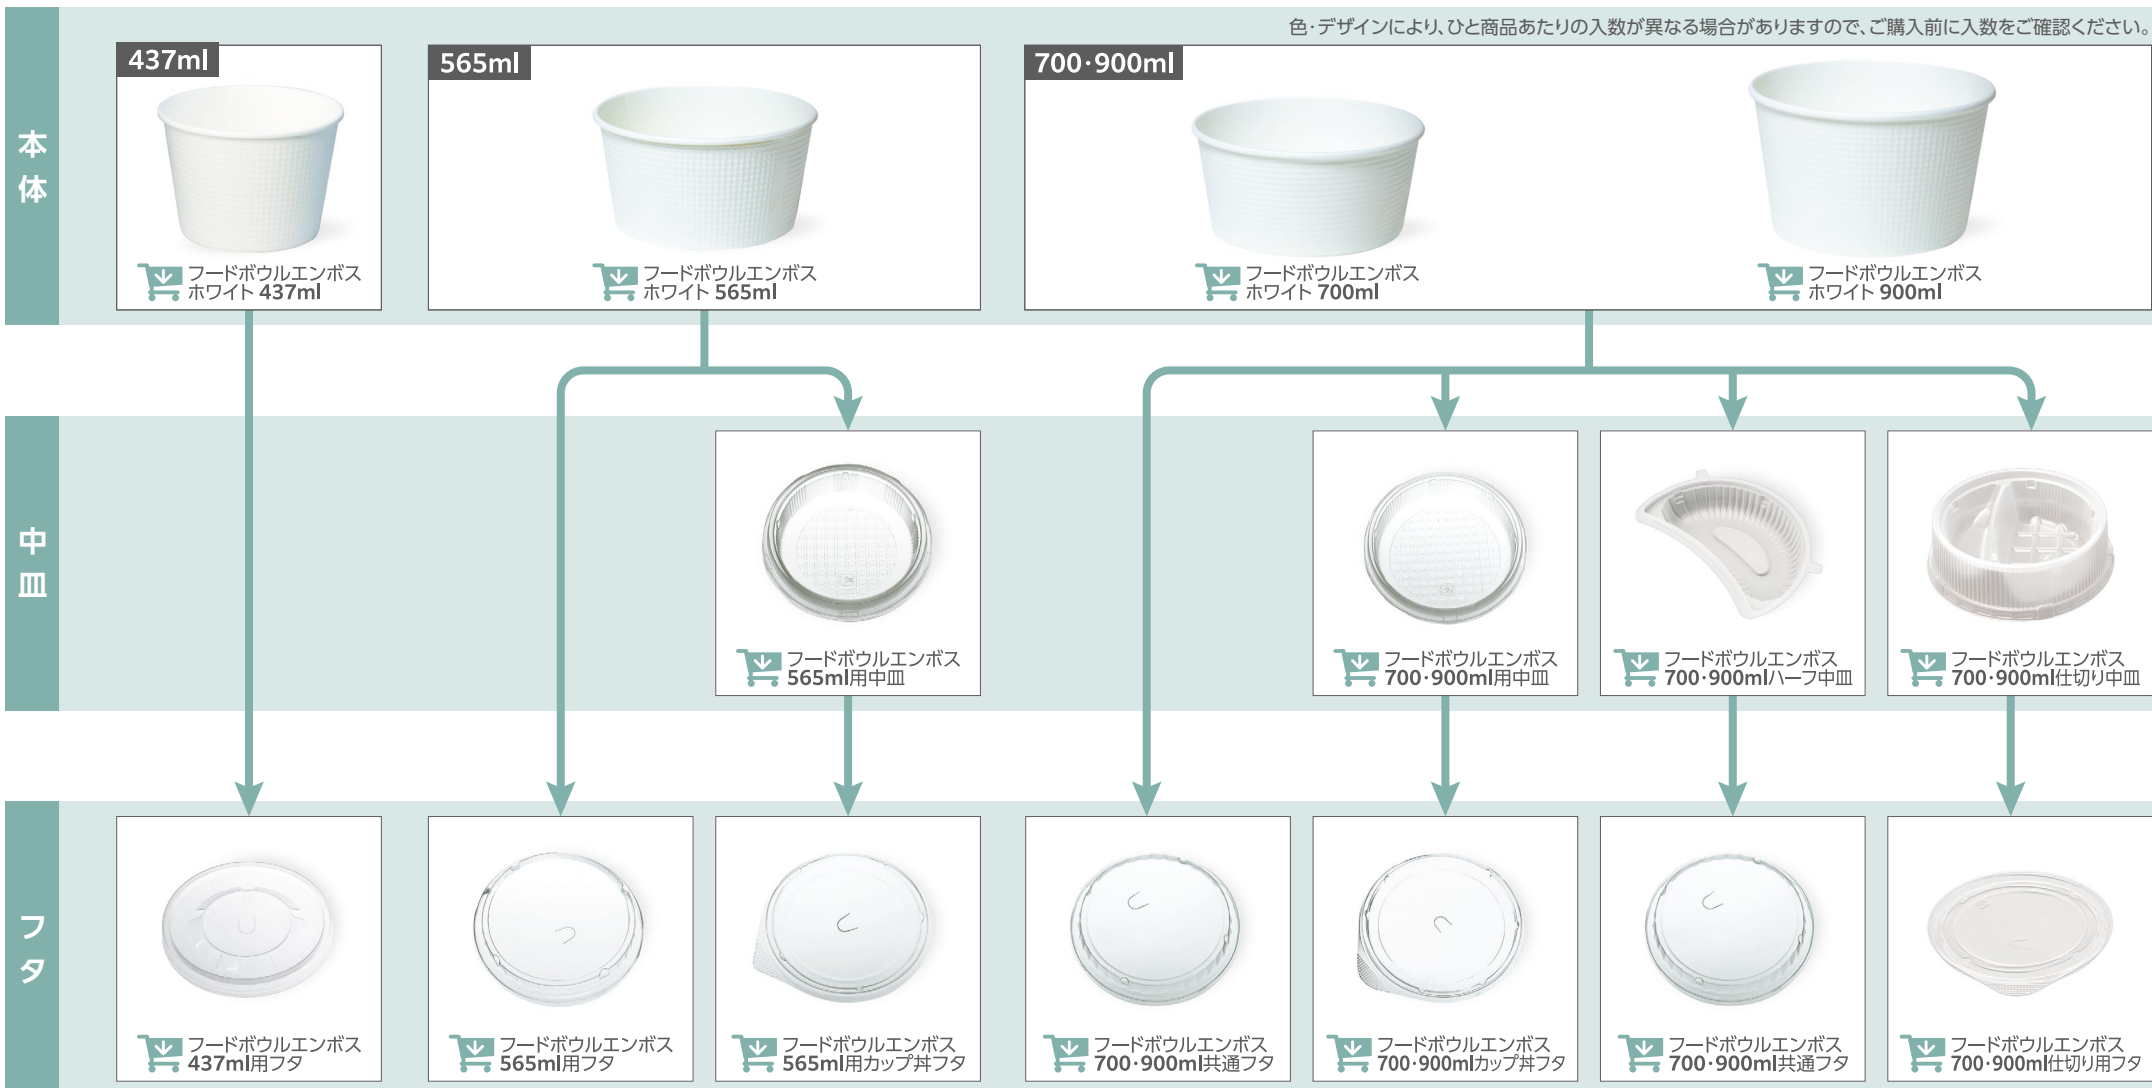 色・デザインにより、ひと商品あたりの入数が異なる場合がありますので、ご購入前に入数をご確認ください。
本体
437ml
フードボウルエンボス
ホワイト 437ml
565ml
フードボウルエンボス
ホワイト 565ml
700・900ml
フードボウルエンボス
ホワイト 700ml
フードボウルエンボス
ホワイト 900ml
中皿
フードボウルエンボス
565ml用中皿
フードボウルエンボス
700・900ml用中皿
フードボウルエンボス
700・900mlハーフ中皿
フードボウルエンボス
700・900ml仕切り中皿
フタ
フードボウルエンボス
437ml用フタ
フードボウルエンボス
565ml用フタ
フードボウルエンボス
565ml用カップ丼フタ
フードボウルエンボス
700・900ml共通フタ
フードボウルエンボス
700・900mlカップ丼フタ
フードボウルエンボス
700・900ml共通フタ
フードボウルエンボス
700・900ml仕切り用フタ